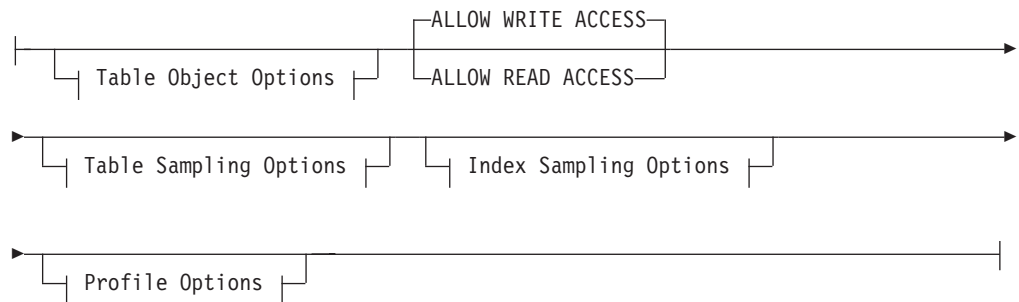 ALLOW WRITE ACCESS
Table Object Options ALLOW READ ACCESS
Table Sampling Options Index Sampling Options
Profile Options